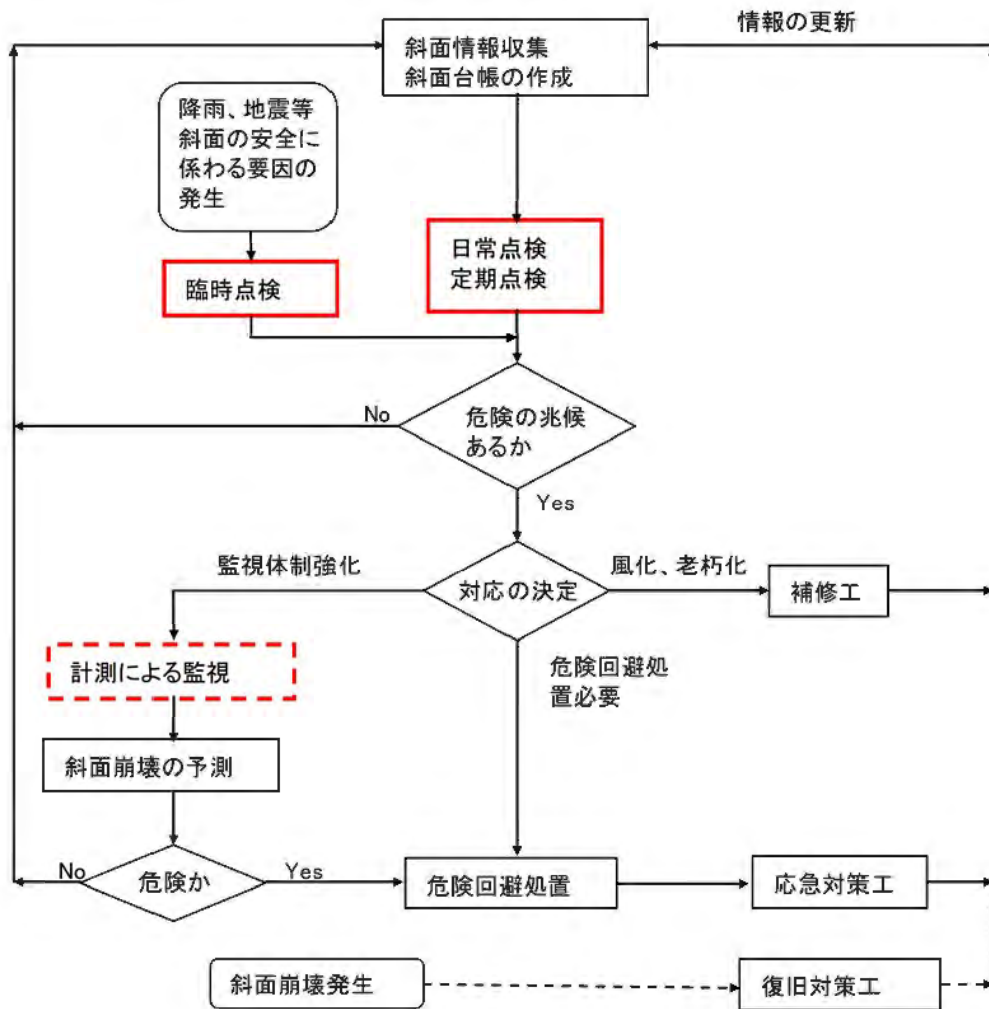 情報の更新
斜面情報収集
斜面台帳の作成
降雨、地震等
斜面の安全に
係わる要因の
発生
日常点検
定期点検
臨時点検
No
危険の兆候
あるか
Yes
監視体制強化
対応の決定
風化、老朽化
補修工
計測による監視
危険回避処
置必要
斜面崩壊の予測
No
危険か
Yes
危険回避処置
応急対策工
斜面崩壊発生
復旧対策工